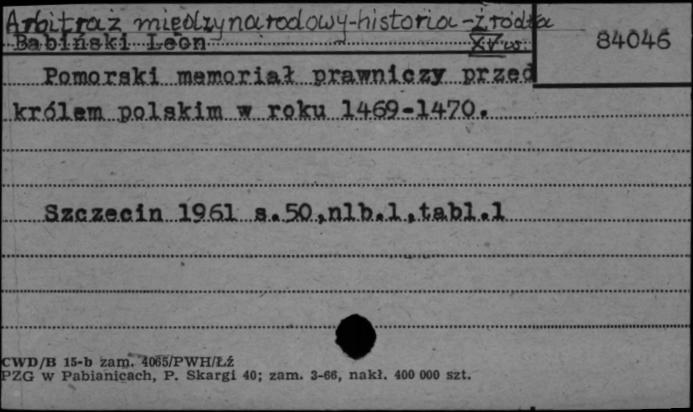 Arbitraż międzynarodowy-historia-źródła
XV w.
84046
Babiński Leon
Pomorski memoriał prawniczy przed
królem polskim w roku 1469-1470.
Szczecin 1961 s.50,nlb.1,tabl.1
CWD/B 15-b zam. 4065/PWH/Łź
PZG w Pabianicach, P. Skargi 40; zam. 3-66, nakł. 400 000 szt.